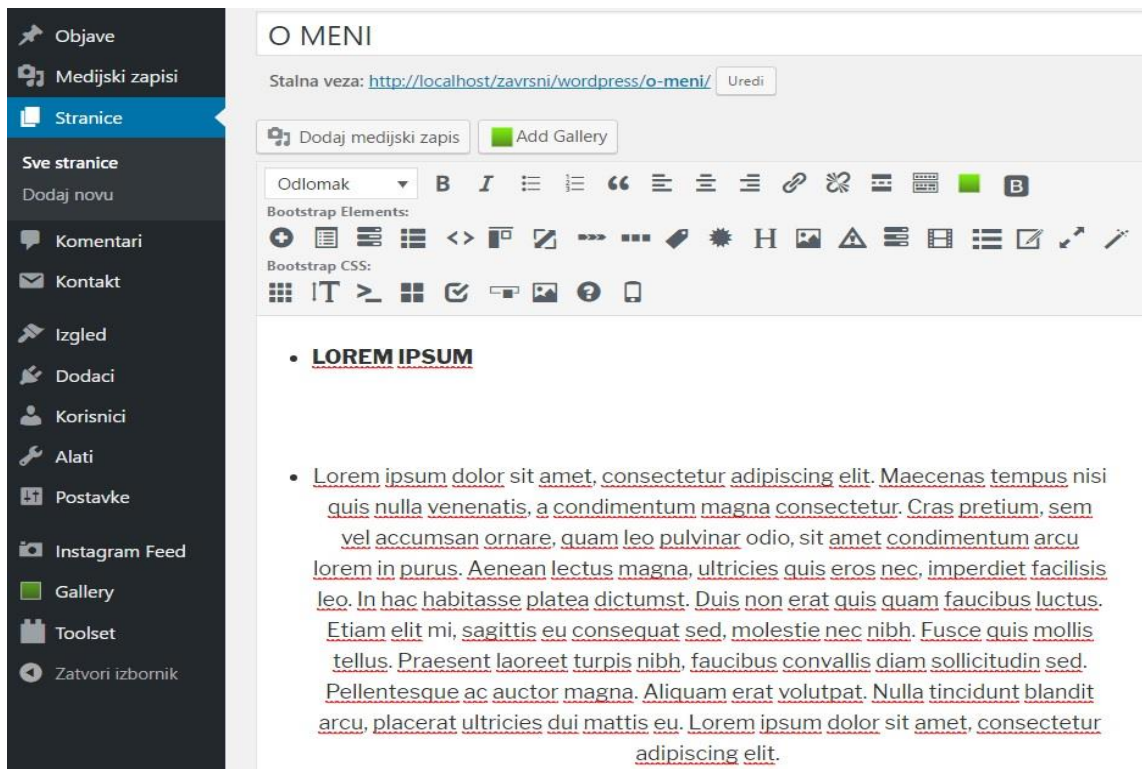 Objave
Medijski zapisi
Stranice
Sve stranice
Dodaj novu
Komentari
Kontakt
Izgled
Dodaci
Korisnici
Alati
Postavke
Instagram Feed
Gallery
Toolset
Zatvori izbornik
O MENI
Stalna veza: http://localhost/zavrsni/wordpress/o-meni/ Uredi
Dodaj medijski zapis Add Gallery
Odlomak
Bootstrap Elements:
Bootstrap CSS:
• LOREM IPSUM
• Lorem ipsum dolor sit amet, consectetur adipiscing elit. Maecenas tempus nisi
quis nulla venenatis, a condimentum magna consectetur. Cras pretium, sem
vel accumsan ornare, quam leo pulvinar odio, sit amet condimentum arcu
lorem in purus. Aenean lectus magna, ultricies quis eros nec, imperdiet facilisis
leo. In hac habitasse platea dictumst. Duis non erat quis quam faucibus luctus.
Etiam elit mi, sagittis eu consequat sed, molestie nec nibh. Fusce quis mollis
tellus. Praesent laoreet turpis nibh, faucibus convallis diam sollicitudin sed.
Pellentesque ac auctor magna. Aliquam erat volutpat. Nulla tincidunt blandit
arcu, placerat ultricies dui mattis eu. Lorem ipsum dolor sit amet, consectetur
adipiscing elit.